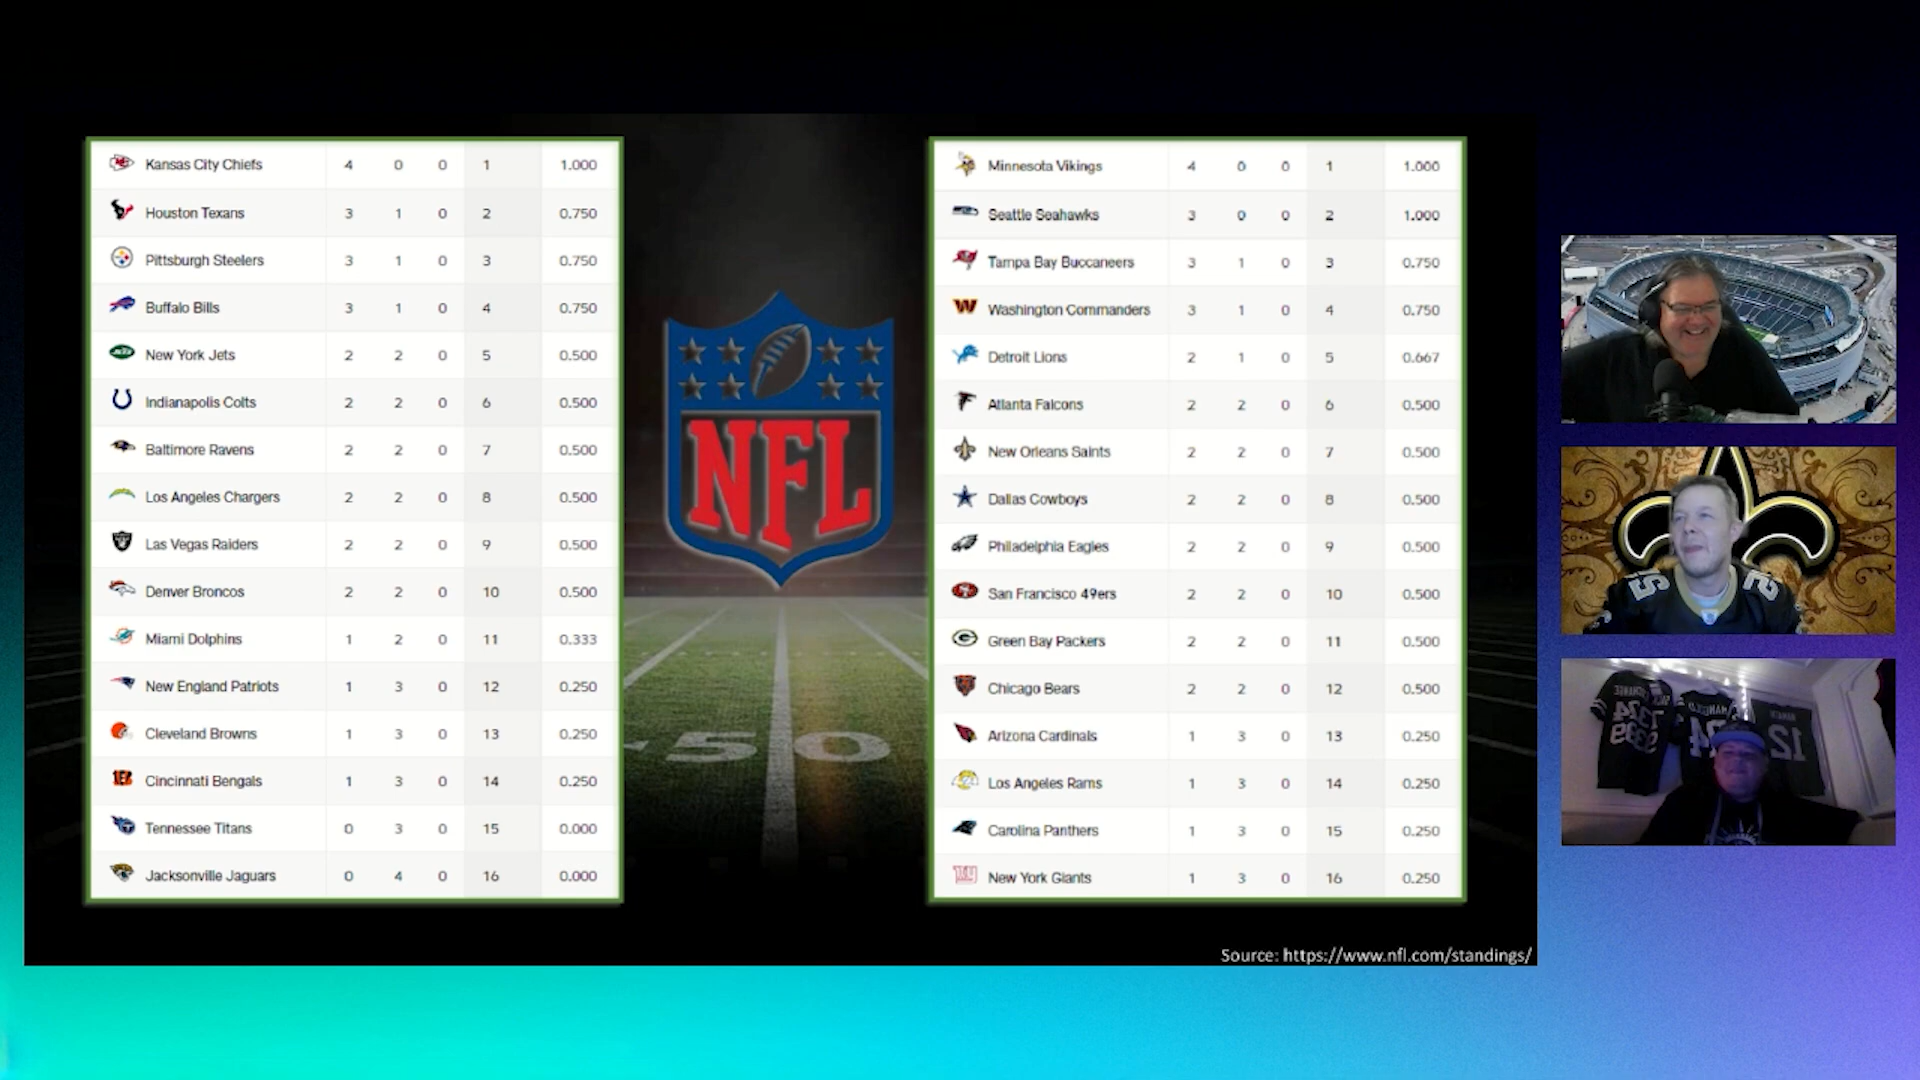 Kansas City Chiefs 4 0 0 1 1.000
Houston Texans 3 1 0 2 0.750
Pittsburgh Steelers 3 1 0 3 0.750
Buffalo Bills 3 1 0 4 0.750
New York Jets 2 2 0 5 0.500
Indianapolis Colts 2 2 0 6 0.500
Baltimore Ravens 2 2 0 7 0.500
Los Angeles Chargers 2 2 0 8 0.500
Las Vegas Raiders 2 2 0 9 0.500
Denver Broncos 2 2 0 10 0.500
Miami Dolphins 1 2 0 11 0.333
New England Patriots 1 3 0 12 0.250
Cleveland Browns 1 3 0 13 0.250
Cincinnati Bengals 1 3 0 14 0.250
Tennessee Titans 0 3 0 15 0.000
Jacksonville Jaguars 0 4 0 16 0.000
NFL
50
Minnesota Vikings 4 0 0 1 1.000
Seattle Seahawks 3 0 0 2 1.000
Tampa Bay Buccaneers 3 1 0 3 0.750
Washington Commanders 3 1 0 4 0.750
Detroit Lions 2 1 0 5 0.667
Atlanta Falcons 2 2 0 6 0.500
New Orleans Saints 2 2 0 7 0.500
Dallas Cowboys 2 2 0 8 0.500
Philadelphia Eagles 2 2 0 9 0.500
San Francisco 49ers 2 2 0 10 0.500
Green Bay Packers 2 2 0 11 0.500
Chicago Bears 2 2 0 12 0.500
Arizona Cardinals 1 3 0 13 0.250
Los Angeles Rams 1 3 0 14 0.250
Carolina Panthers 1 3 0 15 0.250
New York Giants 1 3 0 16 0.250
Source: https://www.nfl.com/standings/
12